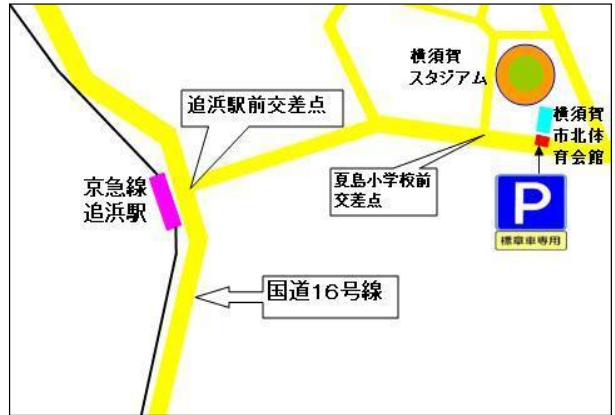 横須賀
スタジアム
追浜駅前交差点
横須賀
市北体
育会館
夏島小学校前
交差点
京急線
追浜駅
P
標章車専用
国道16号線